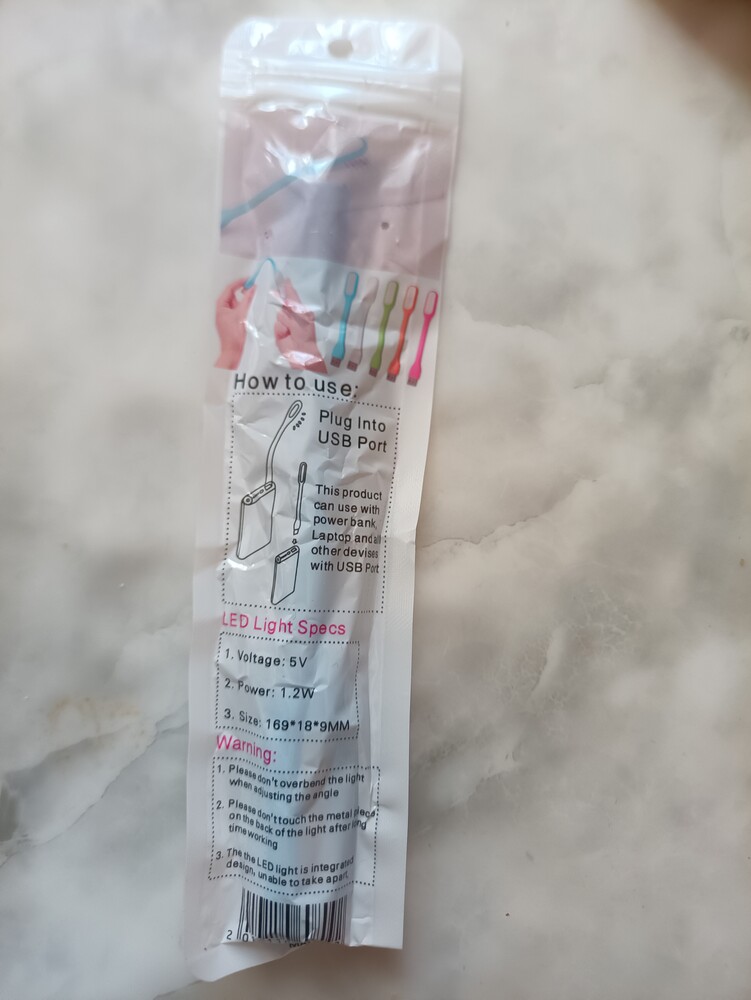 How to use:
Plug Into
USB Port
This product
can use with
power bank,
Laptop and all
other devises
with USB Port
LED Light Specs
1. Voltage: 5V
2. Power: 1.2W
3. Size: 169*18*9MM
Warning:
1. Please don't overbend the light
when adjusting the angle
2. Please don't touch the metal piece
on the back of the light after long
time working
3. The the LED light is integrated
design, unable to take apart.